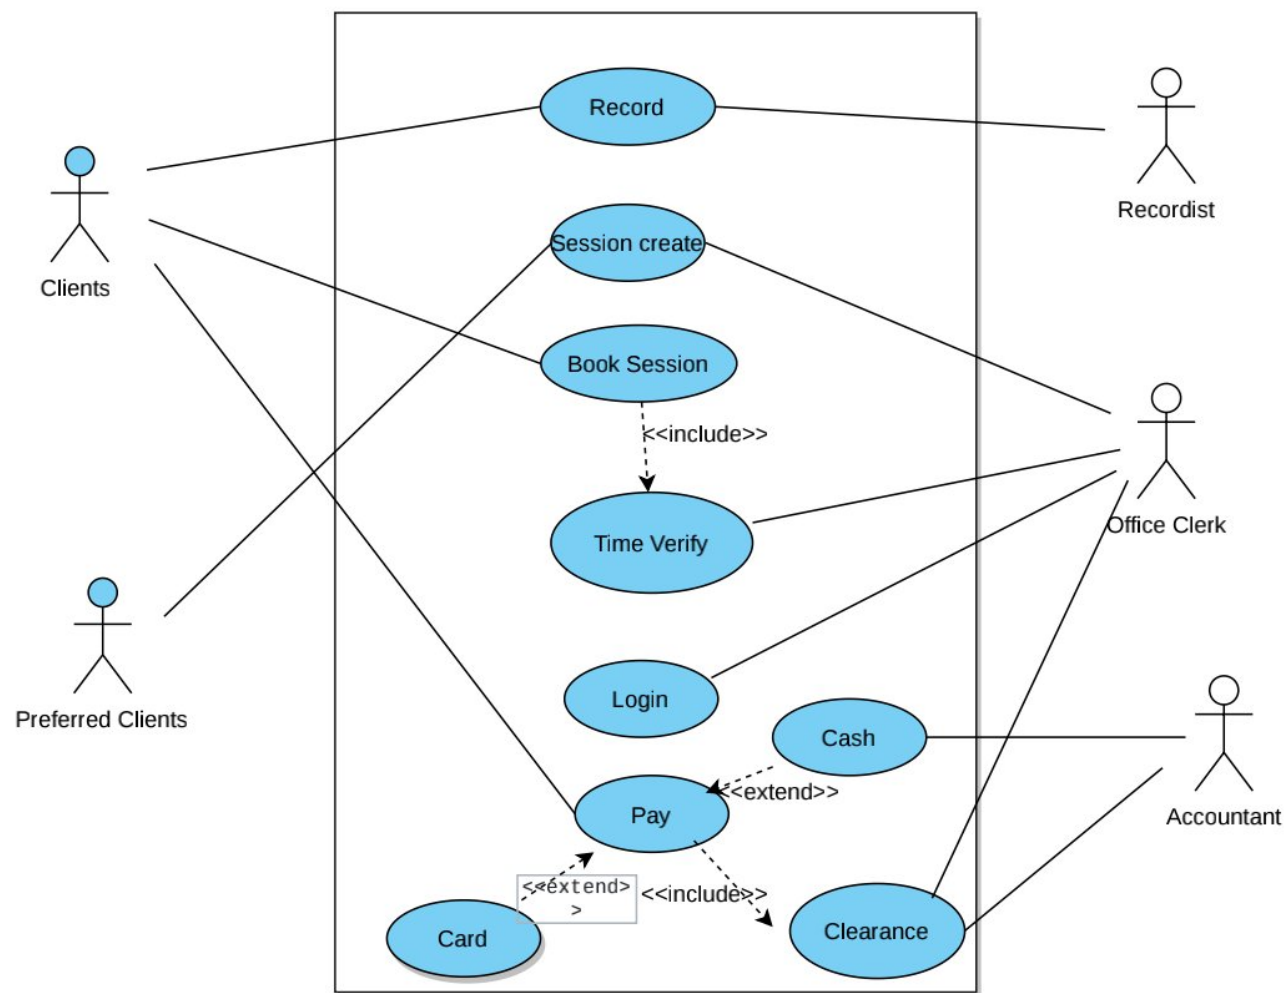 Record
Recordist
Session create
Clients
Book Session
<<include>>
Office Clerk
Time Verify
Login
Preferred Clients
Cash
<<extend>>
Pay
Accountant
<<extend>
>
<<include>>
Clearance
Card